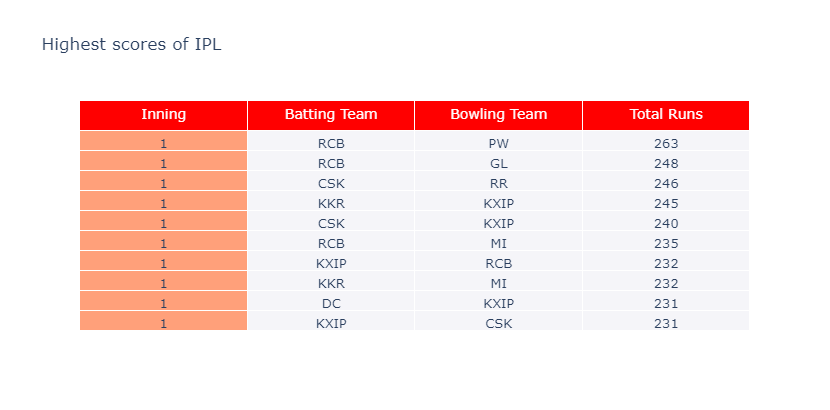 Highest scores of IPL
Inning Batting Team Bowling Team Total Runs
1 RCB PW 263
1 RCB GL 248
1 CSK RR 246
1 KKR KXIP 245
1 CSK KXIP 240
1 RCB MI 235
1 KXIP RCB 232
1 KKR MI 232
1 DC KXIP 231
1 KXIP CSK 231